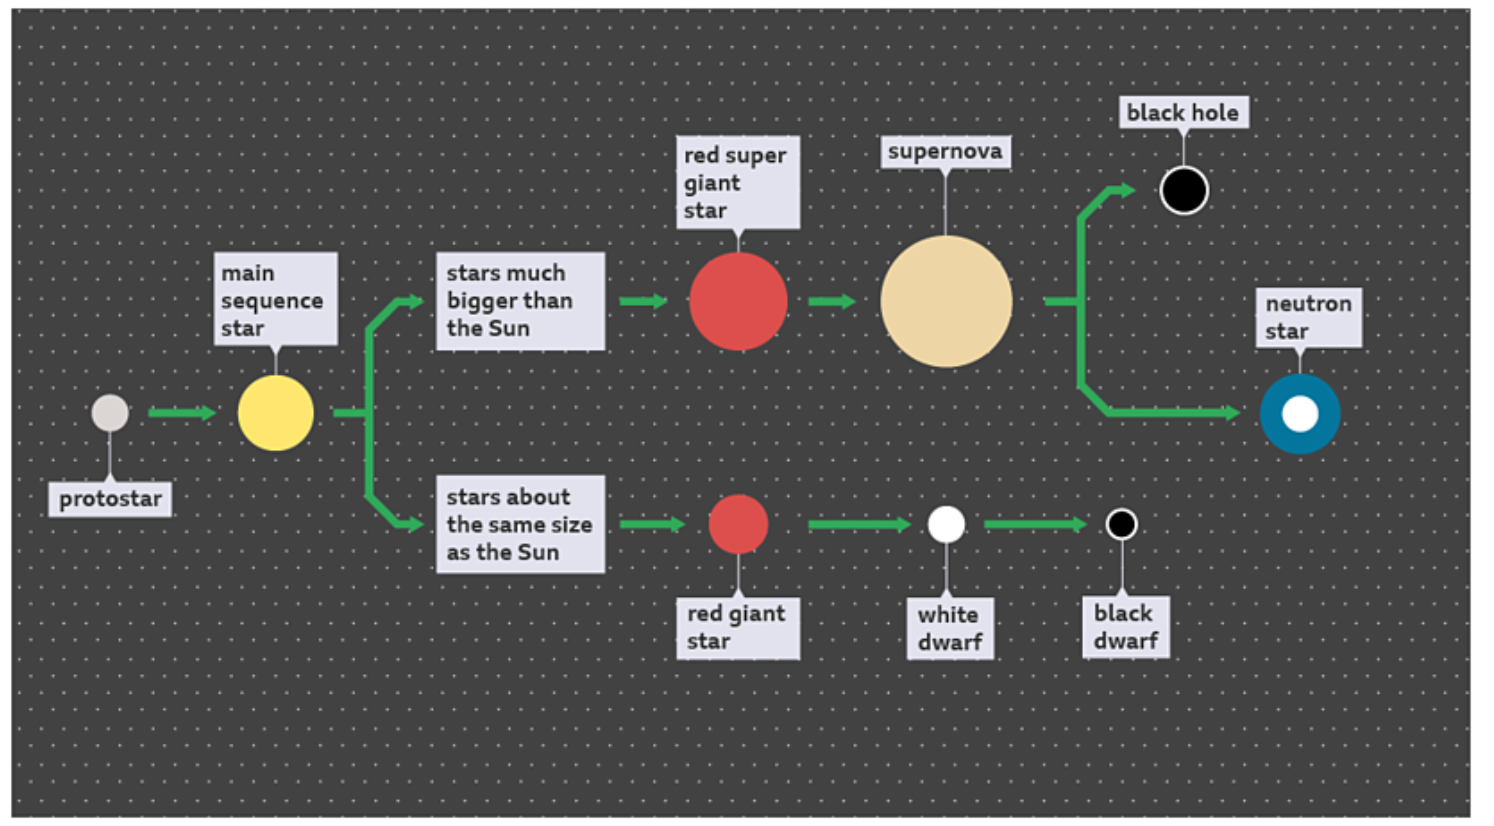 protostar
main
sequence
star
stars much
bigger than
the Sun
red super
giant
star
supernova
black hole
neutron
star
stars about
the same size
as the Sun
red giant
star
white
dwarf
black
dwarf